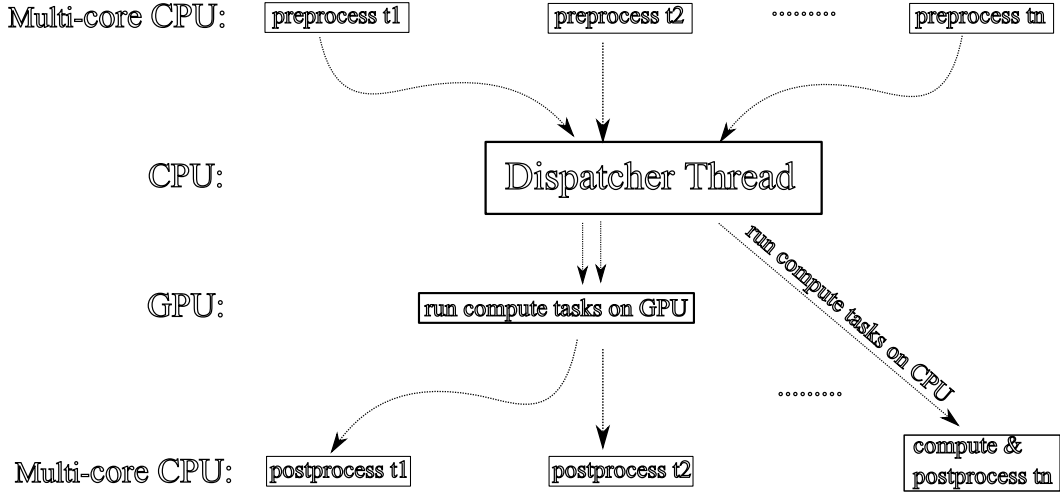 Multi-core CPU: preprocess t1 preprocess t2 preprocess tn
CPU: Dispatcher Thread
run compute tasks on CPU
GPU: run compute tasks on GPU
Multi-core CPU: postprocess t1 postprocess t2 compute &
postprocess tn